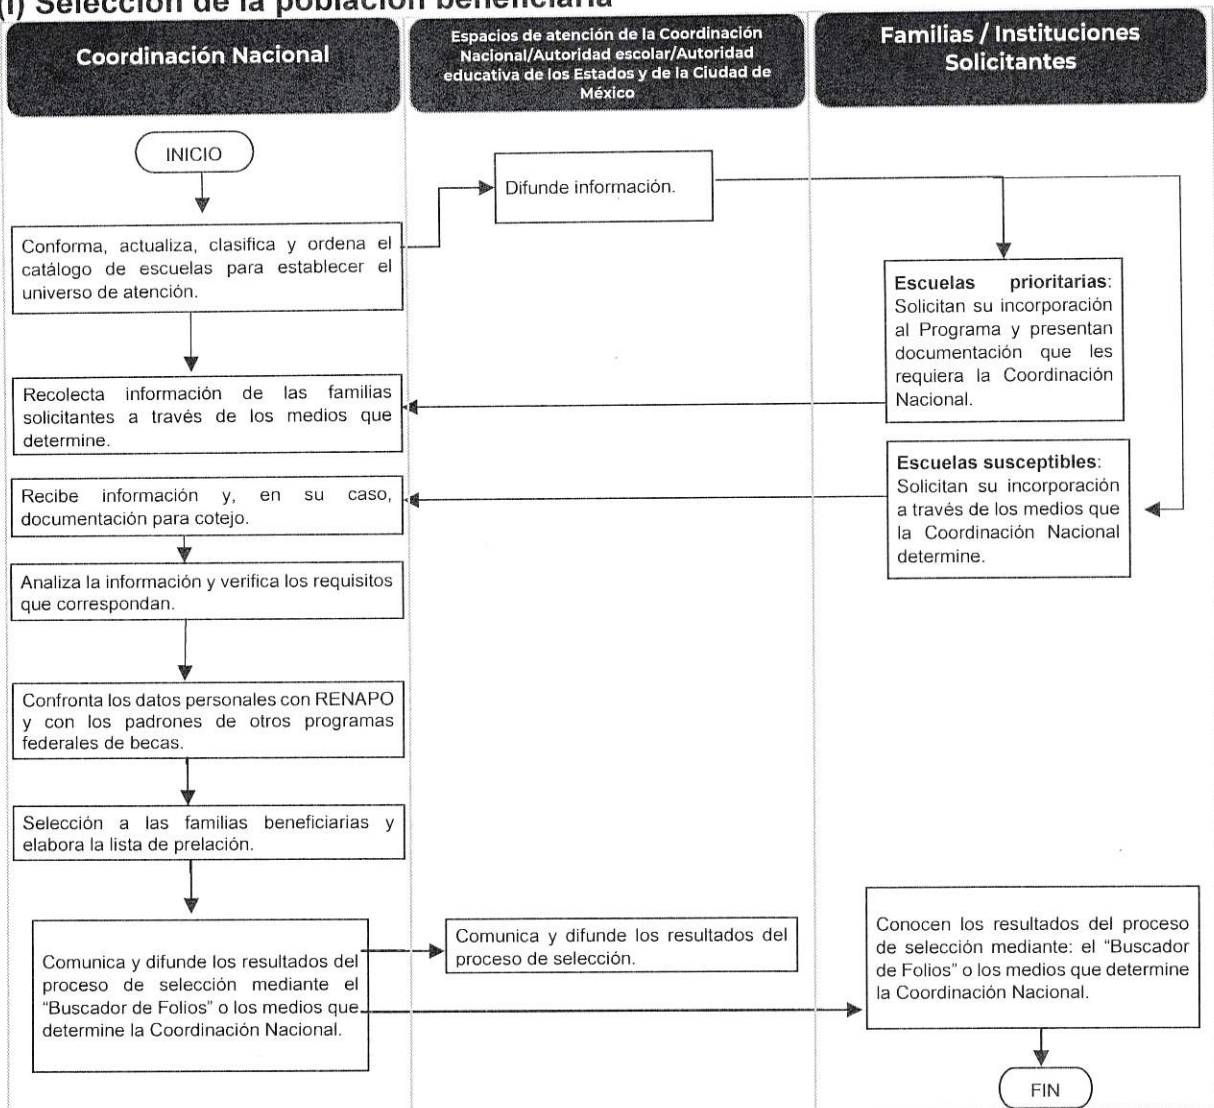 (i) Selección de la población beneficiaria
Coordinación Nacional
Espacios de atención de la Coordinación
Nacional/Autoridad escolar/Autoridad
educativa de los Estados y de la Ciudad de
México
Familias / Instituciones
Solicitantes
INICIO
Difunde información.
Conforma, actualiza, clasifica y ordena el
catálogo de escuelas para establecer el
universo de atención.
Escuelas prioritarias:
Solicitan su incorporación
al Programa y presentan
documentación que les
requiera la Coordinación
Nacional.
Recolecta información de las familias
solicitantes a través de los medios que
determine.
Escuelas susceptibles:
Solicitan su incorporación
a través de los medios que
la Coordinación Nacional
determine.
Recibe información y, en su caso,
documentación para cotejo.
Analiza la información y verifica los requisitos
que correspondan.
Confronta los datos personales con RENAPO
y con los padrones de otros programas
federales de becas.
Selección a las familias beneficiarias y
elabora la lista de prelación.
Comunica y difunde los resultados del
proceso de selección mediante el
“Buscador de Folios” o los medios que
determine la Coordinación Nacional.
Comunica y difunde los resultados del
proceso de selección.
Conocen los resultados del proceso
de selección mediante: el “Buscador
de Folios” o los medios que determine
la Coordinación Nacional.
FIN